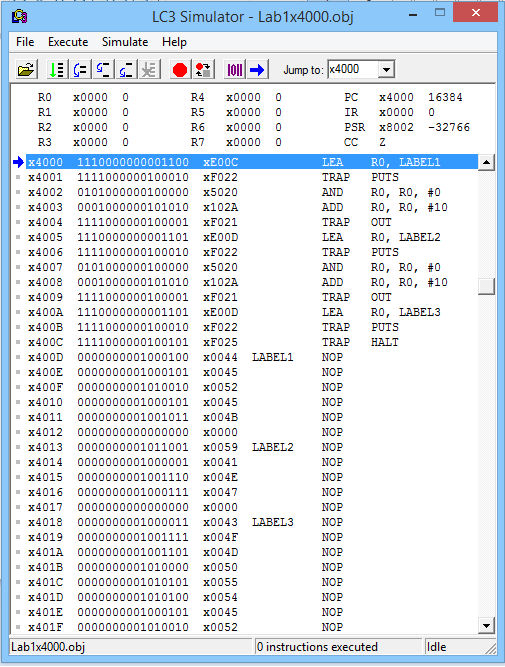 LC3 Simulator - Lab1x4000.obj
File Execute Simulate Help
Jump to: x4000
R0 x0000 0 R4 x0000 0 PC x4000 16384
R1 x0000 0 R5 x0000 0 IR x0000 0
R2 x0000 0 R6 x0000 0 PSR x8002 -32766
R3 x0000 0 R7 x0000 0 CC Z
x4000 1110000000001100 xE00C LEA R0, LABEL1
x4001 1111000000100010 xF022 TRAP PUTS
x4002 0101000000100000 x5020 AND R0, R0, #0
x4003 0001000000101010 x102A ADD R0, R0, #10
x4004 1111000000100001 xF021 TRAP OUT
x4005 1110000000001101 xE00D LEA R0, LABEL2
x4006 1111000000100010 xF022 TRAP PUTS
x4007 0101000000100000 x5020 AND R0, R0, #0
x4008 0001000000101010 x102A ADD R0, R0, #10
x4009 1111000000100001 xF021 TRAP OUT
x400A 1110000000001101 xE00D LEA R0, LABEL3
x400B 1111000000100010 xF022 TRAP PUTS
x400C 1111000000100101 xF025 TRAP HALT
x400D 0000000001000100 x0044 LABEL1 NOP
x400E 0000000001000101 x0045 NOP
x400F 0000000001010010 x0052 NOP
x4010 0000000001000101 x0045 NOP
x4011 0000000001001011 x004B NOP
x4012 0000000000000000 x0000 NOP
x4013 0000000001011001 x0059 LABEL2 NOP
x4014 0000000001000001 x0041 NOP
x4015 0000000001001110 x004E NOP
x4016 0000000001000111 x0047 NOP
x4017 0000000000000000 x0000 NOP
x4018 0000000001000011 x0043 LABEL3 NOP
x4019 0000000001001111 x004F NOP
x401A 0000000001001101 x004D NOP
x401B 0000000001010000 x0050 NOP
x401C 0000000001010101 x0055 NOP
x401D 0000000001010100 x0054 NOP
x401E 0000000001000101 x0045 NOP
x401F 0000000001010010 x0052 NOP
Lab1x4000.obj 0 instructions executed Idle